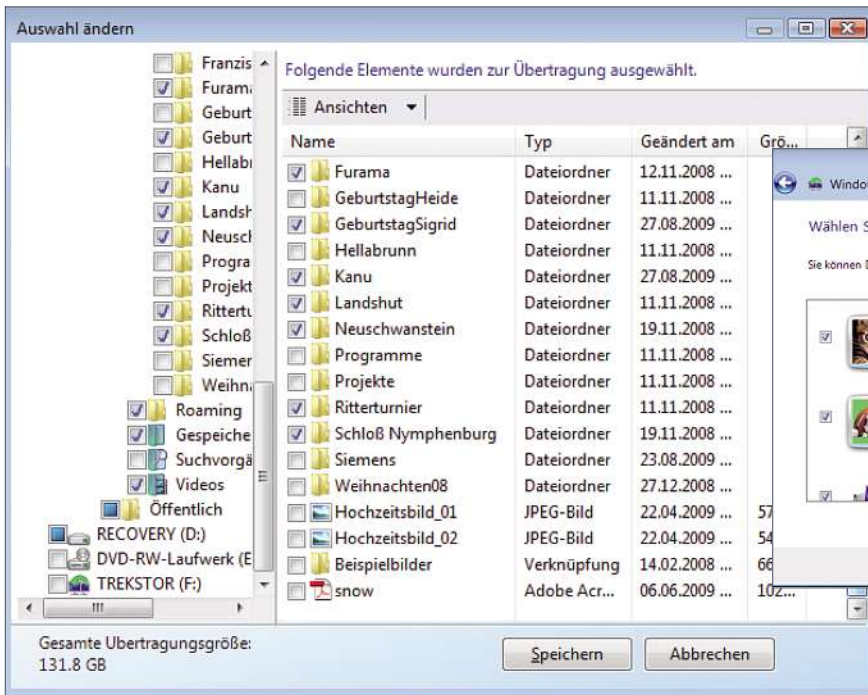 Auswahl ändern
Franzis
Furama
Geburt
Geburt
Hellabr
Kanu
Landsh
Neusch
Progra
Projekt
Rittertu
Schloß
Siemer
Weihna
Roaming
Gespeiche
Suchvorgä
Videos
Öffentlich
RECOVERY (D:)
DVD-RW-Laufwerk (E
TREKSTOR (F:)
Folgende Elemente wurden zur Übertragung ausgewählt.
Ansichten
Name Typ Geändert am Grö...
Furama Dateiordner 12.11.2008 ...
GeburtstagHeide Dateiordner 11.11.2008 ...
GeburtstagSigrid Dateiordner 27.08.2009 ...
Hellabrunn Dateiordner 11.11.2008 ...
Kanu Dateiordner 27.08.2009 ...
Landshut Dateiordner 11.11.2008 ...
Neuschwanstein Dateiordner 19.11.2008 ...
Programme Dateiordner 11.11.2008 ...
Projekte Dateiordner 11.11.2008 ...
Ritterturnier Dateiordner 11.11.2008 ...
Schloß Nymphenburg Dateiordner 19.11.2008 ...
Siemens Dateiordner 23.08.2009 ...
Weihnachten08 Dateiordner 27.12.2008 ...
Hochzeitsbild_01 JPEG-Bild 22.04.2009 ... 57
Hochzeitsbild_02 JPEG-Bild 22.04.2009 ... 54
Beispielbilder Verknüpfung 14.02.2008 ... 66
snow Adobe Acr... 06.06.2009 ... 102...
Windo
Wählen S
Sie können D
Gesamte Übertragungsgröße:
131.8 GB
Speichern
Abbrechen